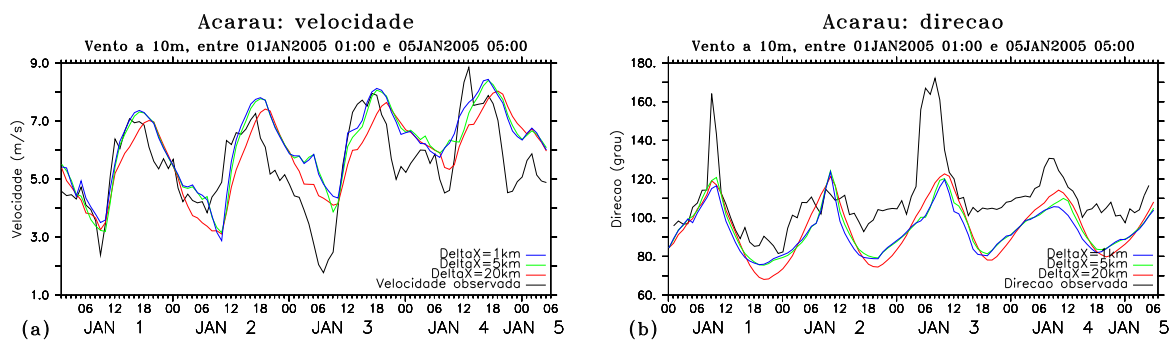 Acarau: velocidade
Vento a 10m, entre 01JAN2005 01:00 e 05JAN2005 05:00
Velocidade (m/s)
9.0
7.0
5.0
3.0
1.0
DeltaX=1km
DeltaX=5km
DeltaX=20km
Velocidade observada
06 12 18 00 06 12 18 00 06 12 18 00 06 12 18 00 06
JAN 1 JAN 2 JAN 3 JAN 4 JAN 5
(a)
Acarau: direcao
Vento a 10m, entre 01JAN2005 01:00 e 05JAN2005 05:00
Direcao (grau)
180.
160.
140.
120.
100.
80.
60.
DeltaX=1km
DeltaX=5km
DeltaX=20km
Direcao observada
00 06 12 18 00 06 12 18 00 06 12 18 00 06 12 18 00 06
JAN 1 JAN 2 JAN 3 JAN 4 JAN 5
(b)